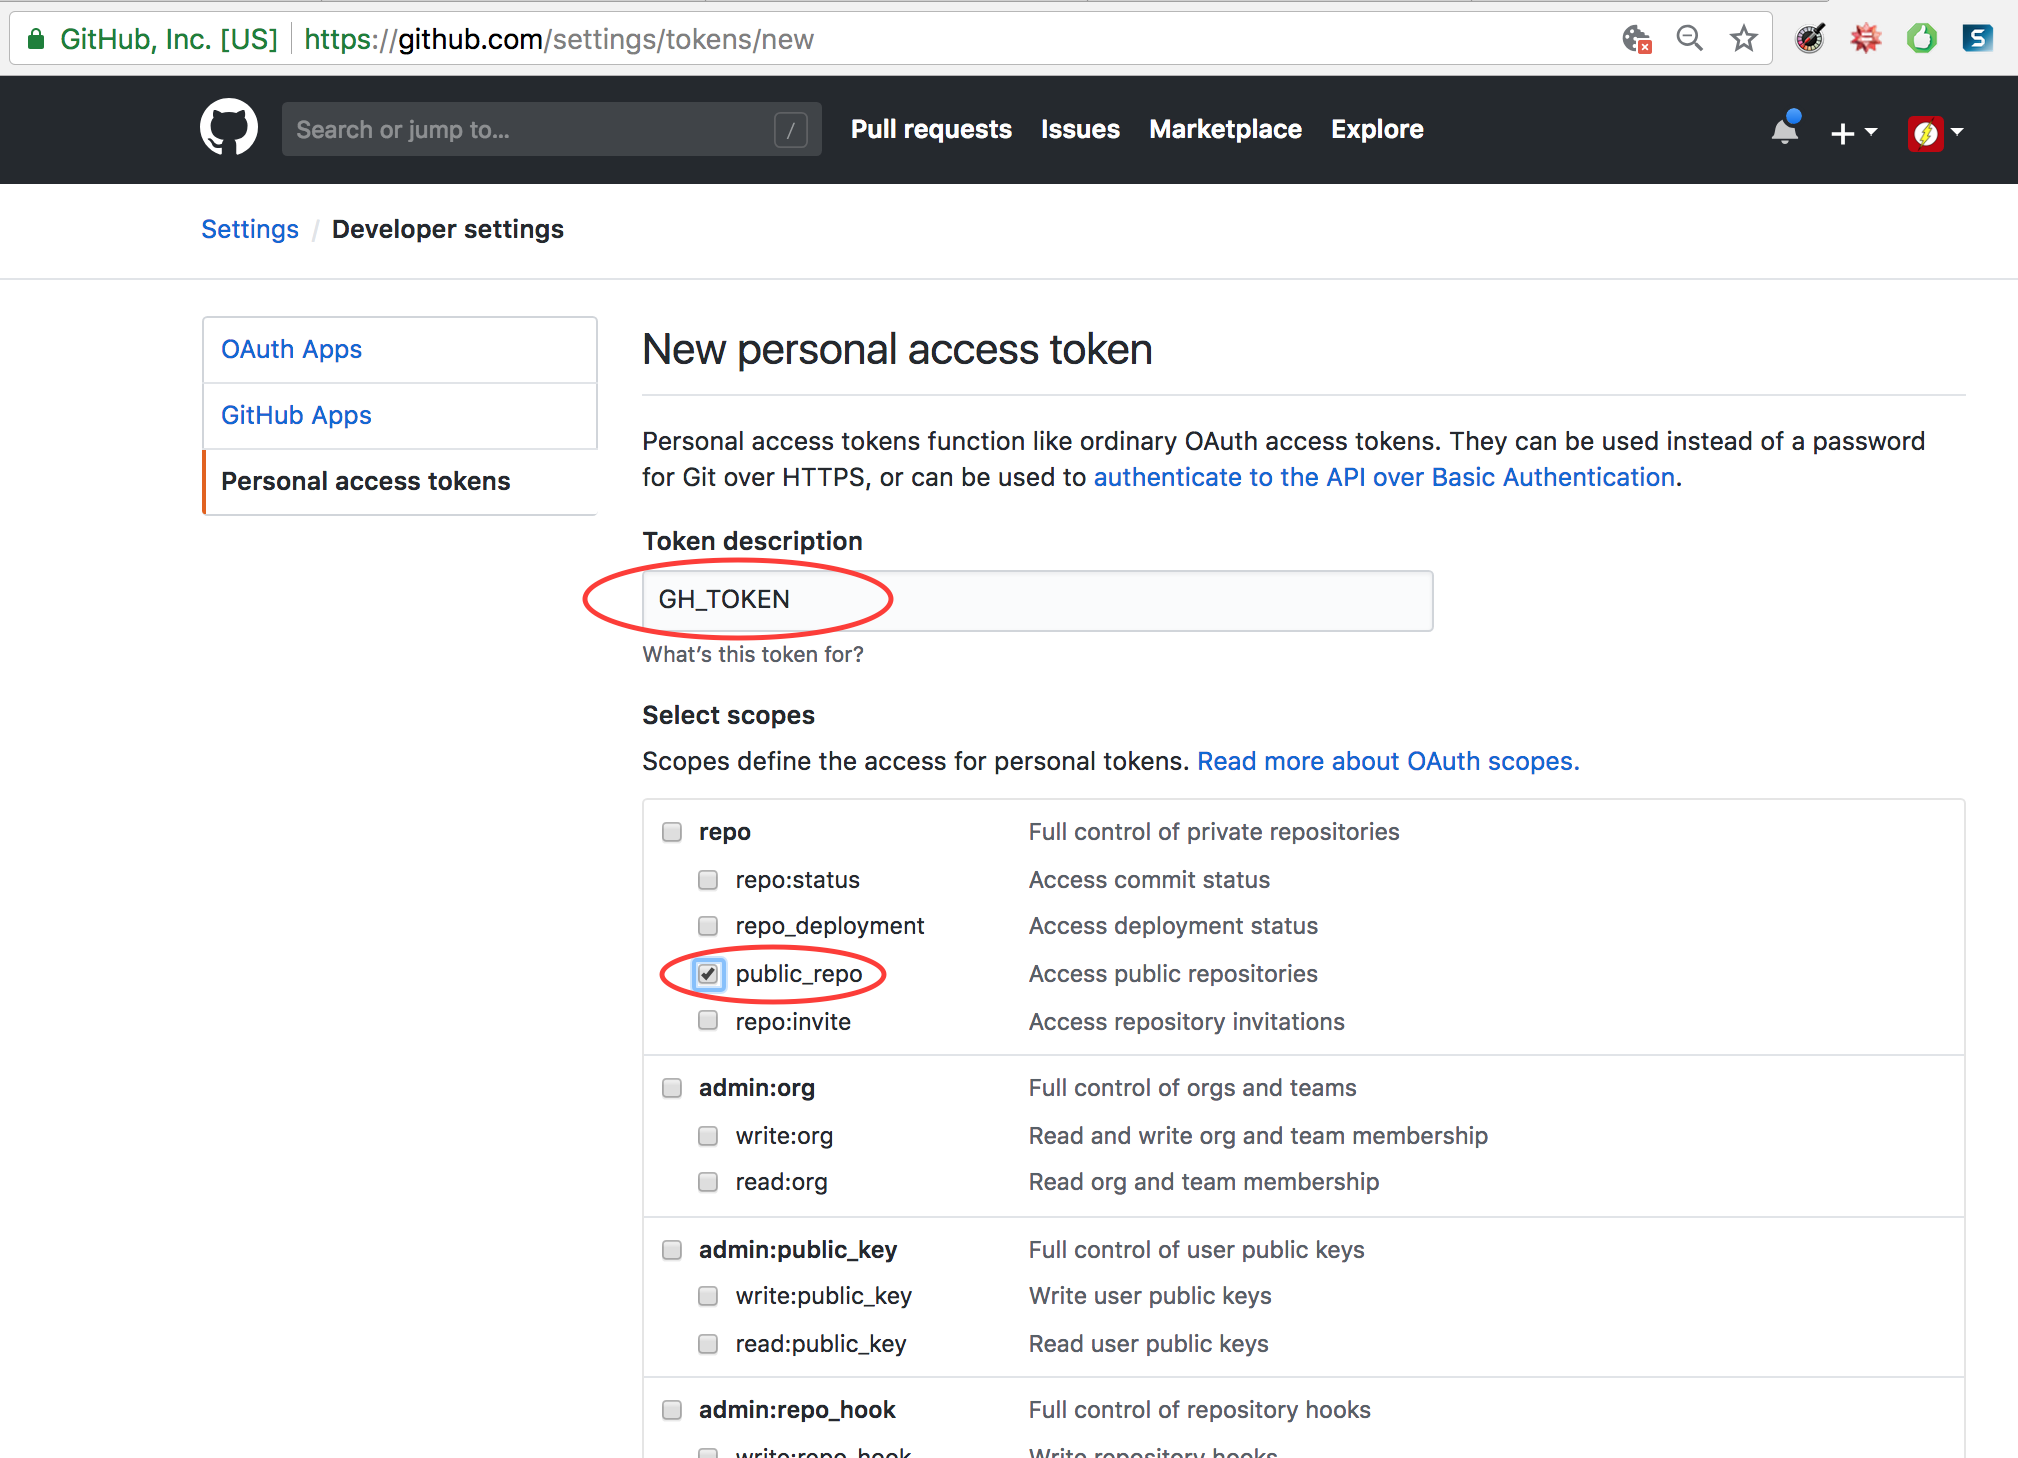 GitHub, Inc. [US] https://github.com/settings/tokens/new
S
Search or jump to... /
Pull requests Issues Marketplace Explore
Settings / Developer settings
OAuth Apps
GitHub Apps
Personal access tokens
New personal access token
Personal access tokens function like ordinary OAuth access tokens. They can be used instead of a password
for Git over HTTPS, or can be used to authenticate to the API over Basic Authentication.
Token description
GH_TOKEN
What's this token for?
Select scopes
Scopes define the access for personal tokens. Read more about OAuth scopes.
repo Full control of private repositories
repo:status Access commit status
repo_deployment Access deployment status
public_repo Access public repositories
repo:invite Access repository invitations
admin:org Full control of orgs and teams
write:org Read and write org and team membership
read:org Read org and team membership
admin:public_key Full control of user public keys
write:public_key Write user public keys
read:public_key Read user public keys
admin:repo_hook Full control of repository hooks
write:repo_hook Write repository hooks